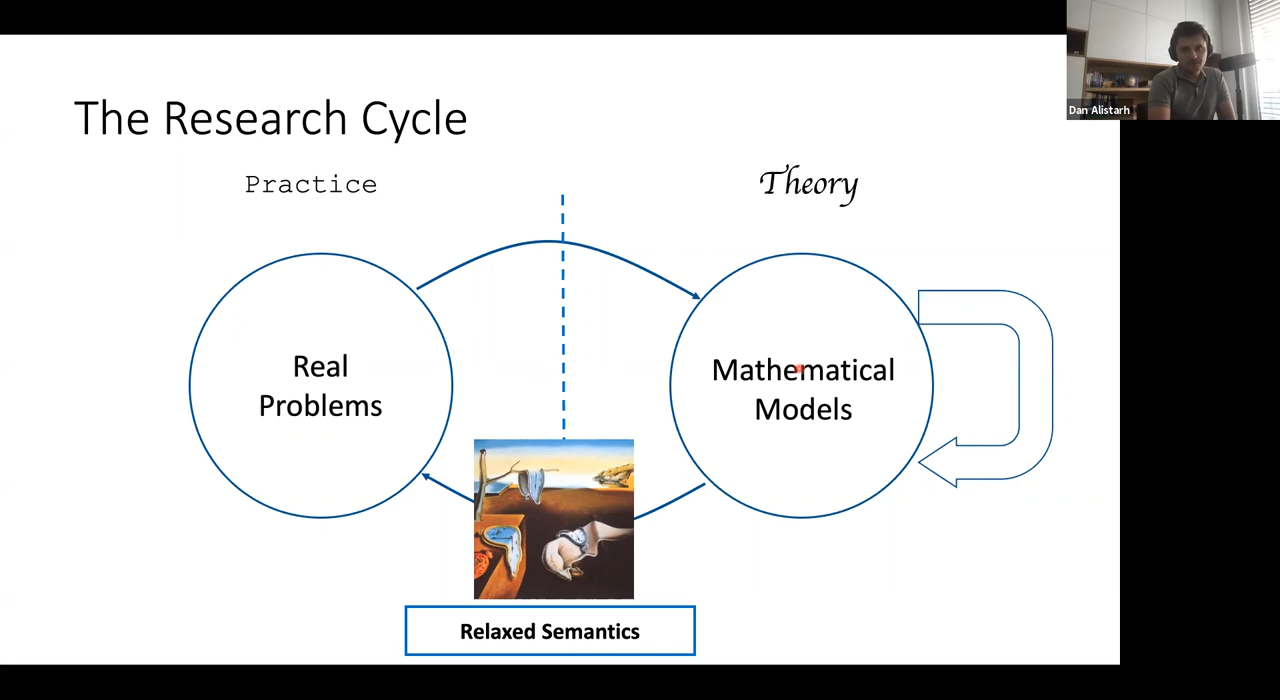 Dan Alistarh
The Research Cycle
Practice
Theory
Real
Problems
Mathematical
Models
Relaxed Semantics